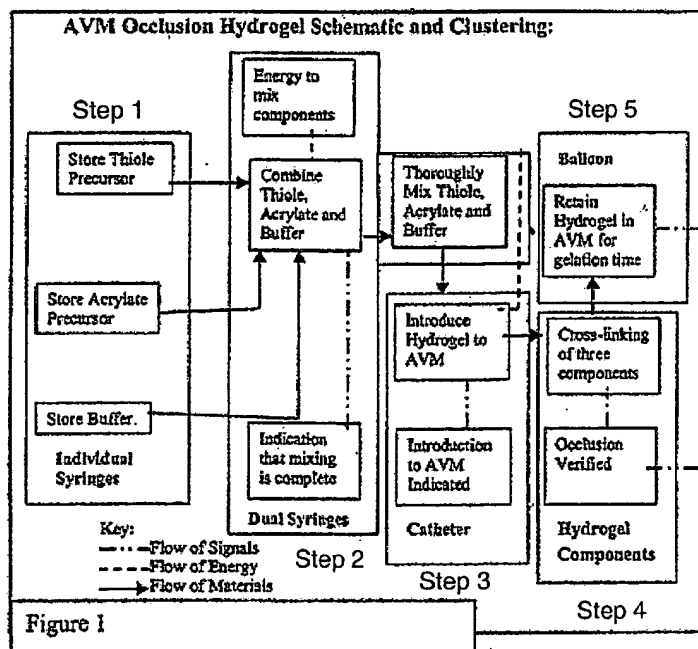 AVM Occlusion Hydrogel Schematic and Clustering:
Step 1
Store Thiole
Precursor
Store Acrylate
Precursor
Store Buffer.
Individual
Syringes
Energy to
mix
components
Combine
Thiole,
Acrylate and
Buffer
Indication
that mixing
is complete
Dual Syringes
Step 2
Thoroughly
Mix Thiole,
Acrylate and
Buffer
Introduce
Hydrogel to
AVM
Introduction
to AVM
Indicated
Catheter
Step 3
Step 5
Balloon
Retain
Hydrogel in
AVM for
gelation time
Cross-linking
of three
components
Occlusion
Verified
Hydrogel
Components
Step 4
Key:
Flow of Signals
Flow of Energy
Flow of Materials
Figure 1